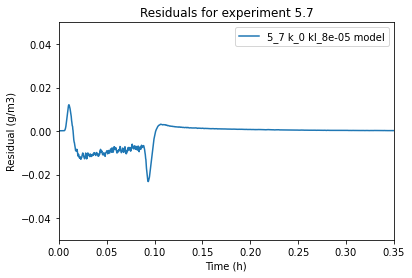 Residuals for experiment 5.7
5_7 k_0 kl_8e-05 model
Residual (g/m3)
0.04
0.02
0.00
−0.02
−0.04
0.00 0.05 0.10 0.15 0.20 0.25 0.30 0.35
Time (h)